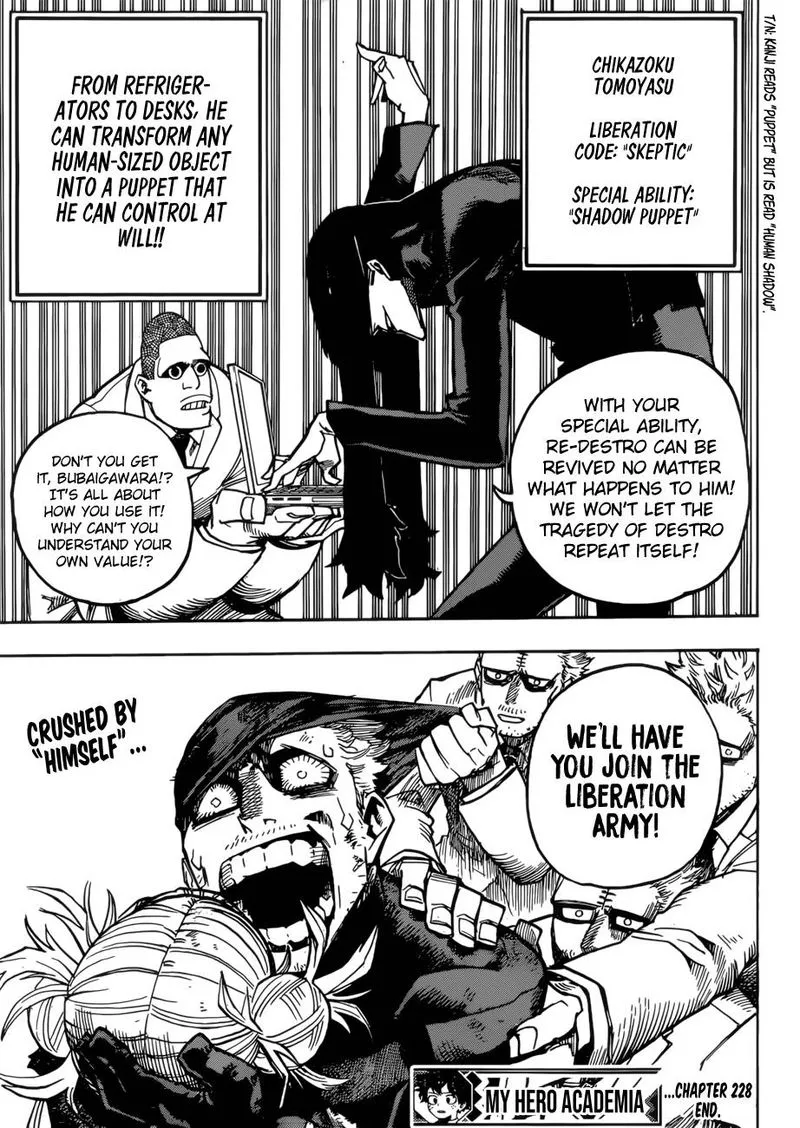 FROM REFRIGER-
ATORS TO DESKS, HE
CAN TRANSFORM ANY
HUMAN-SIZED OBJECT
INTO A PUPPET THAT
HE CAN CONTROL AT
WILL!!
CHIKAZOKU
TOMOYASU
LIBERATION
CODE: "SKEPTIC"
SPECIAL ABILITY:
"SHADOW PUPPET"
T/N: KANJI READS "PUPPET" BUT IS READ "HUMAN SHADOW".
WITH YOUR
SPECIAL ABILITY,
RE-DESTRO CAN BE
REVIVED NO MATTER
WHAT HAPPENS TO HIM!
WE WON'T LET THE
TRAGEDY OF DESTRO
REPEAT ITSELF!
DON'T YOU GET
IT, BUBAIGAWARA!?
IT'S ALL ABOUT
HOW YOU USE IT!
WHY CAN'T YOU
UNDERSTAND YOUR
OWN VALUE!?
CRUSHED BY
"HIMSELF"...
WE'LL HAVE
YOU JOIN THE
LIBERATION
ARMY!
MY HERO ACADEMIA
...CHAPTER 228
END.